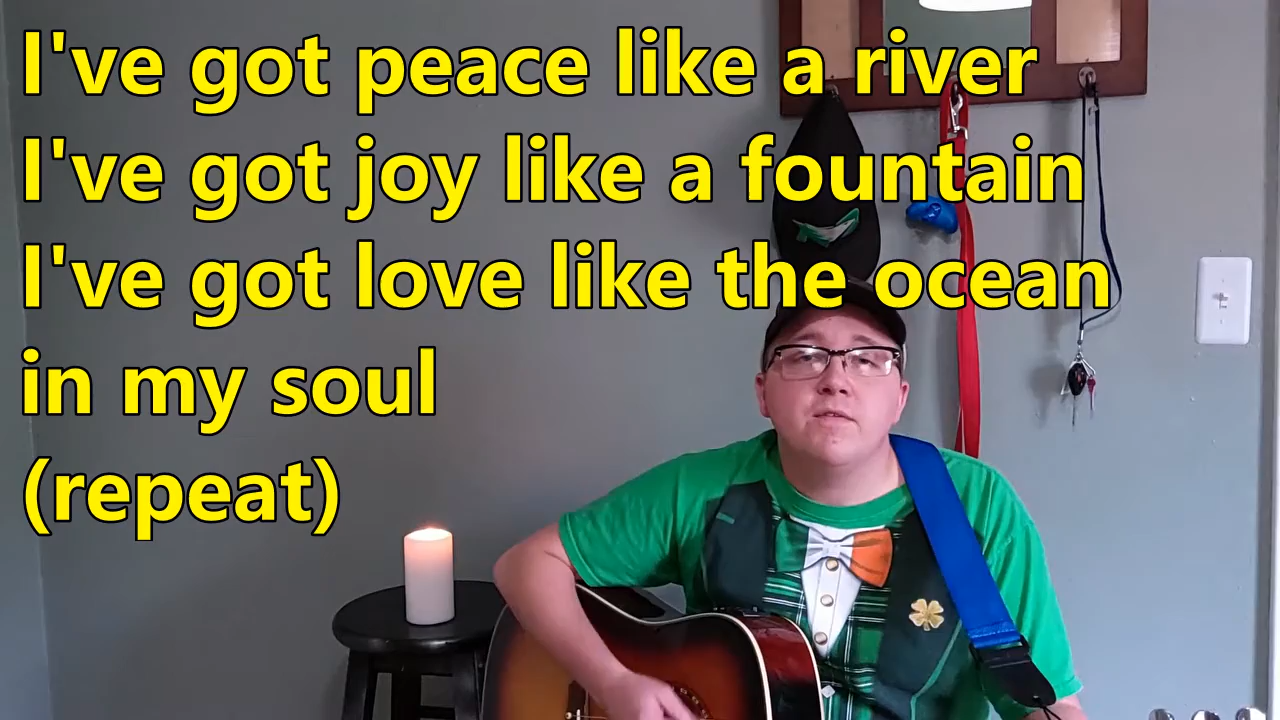 I've got peace like a river
I've got joy like a fountain
I've got love like the ocean
in my soul
(repeat)